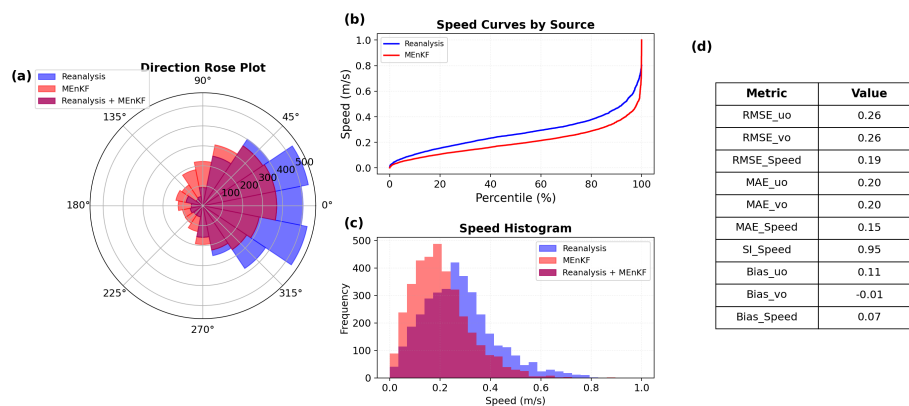 (a)
Direction Rose Plot
Reanalysis
MEnKF
Reanalysis + MEnKF
90°
45°
0°
315°
270°
225°
180°
135°
100
200
300
400
500
(b)
Speed Curves by Source
Reanalysis
MEnKF
Speed (m/s)
1.0
0.8
0.6
0.4
0.2
0.0
0
20
40
60
80
100
Percentile (%)
(c)
Speed Histogram
Reanalysis
MEnKF
Reanalysis + MEnKF
Frequency
500
400
300
200
100
0
0.0
0.2
0.4
0.6
0.8
1.0
Speed (m/s)
(d)
Metric Value
RMSE_uo 0.26
RMSE_vo 0.26
RMSE_Speed 0.19
MAE_uo 0.20
MAE_vo 0.20
MAE_Speed 0.15
SI_Speed 0.95
Bias_uo 0.11
Bias_vo -0.01
Bias_Speed 0.07